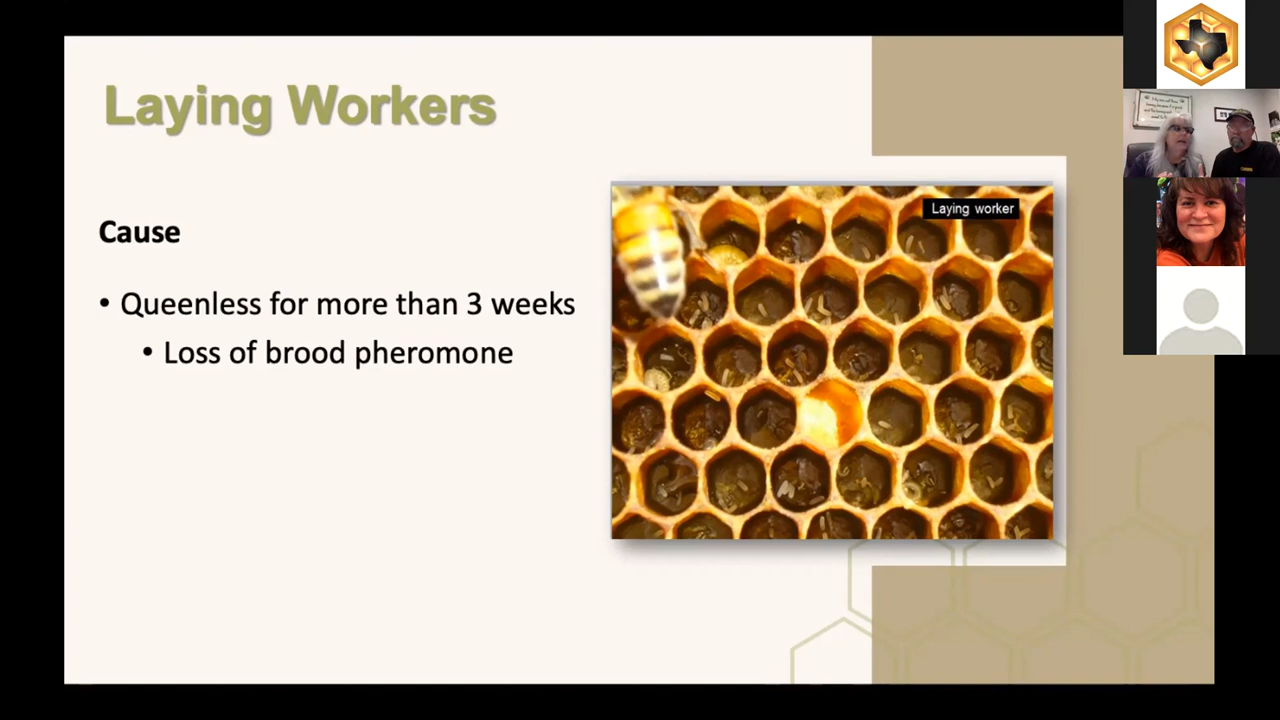 Laying Workers
Cause
• Queenless for more than 3 weeks
• Loss of brood pheromone
Laying worker